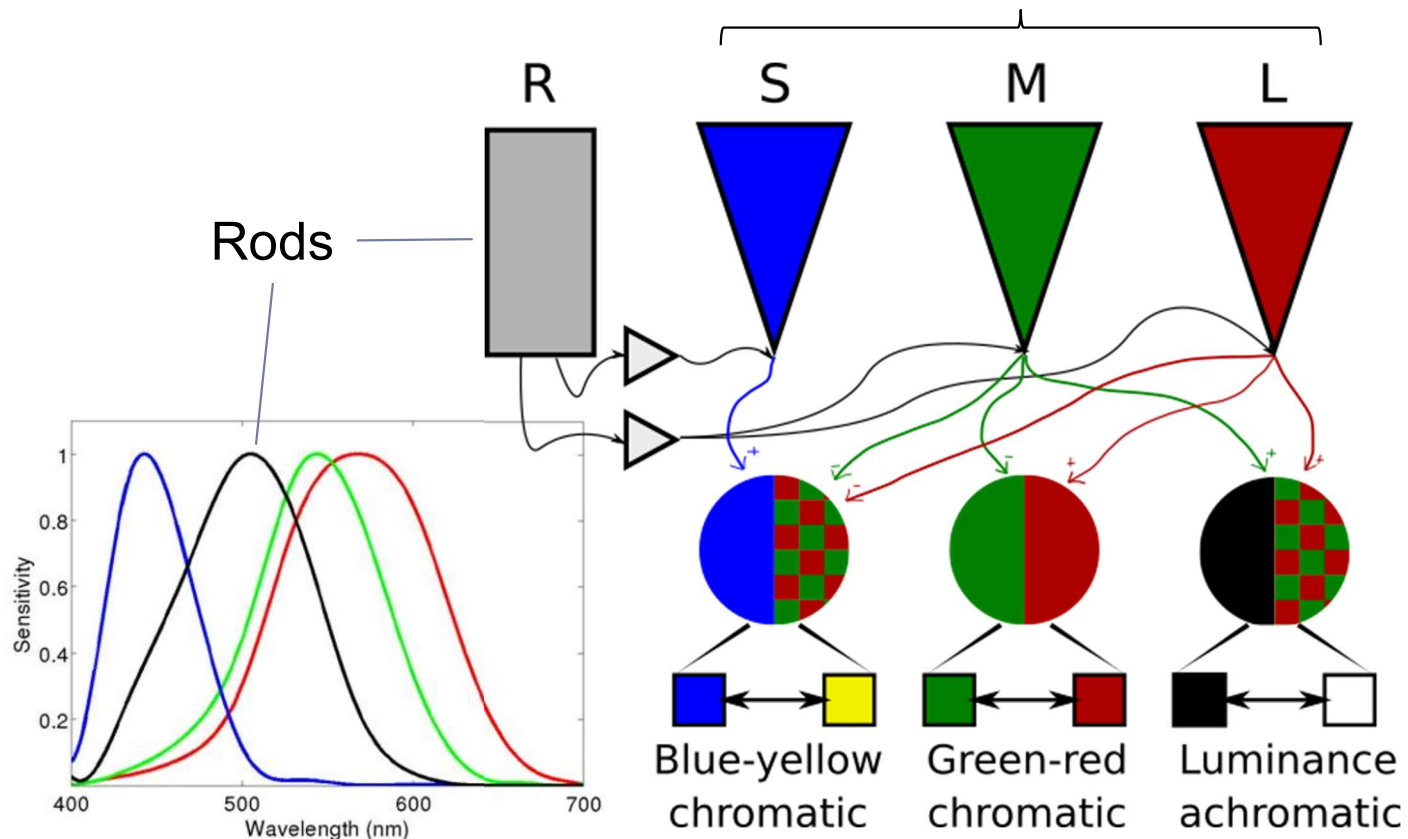 R
S
M
L
Rods
+
-
-
-
+
+
+
Blue-yellow
chromatic
Green-red
chromatic
Luminance
achromatic
Sensitivity
1
0.8
0.6
0.4
0.2
400
500
600
700
Wavelength (nm)